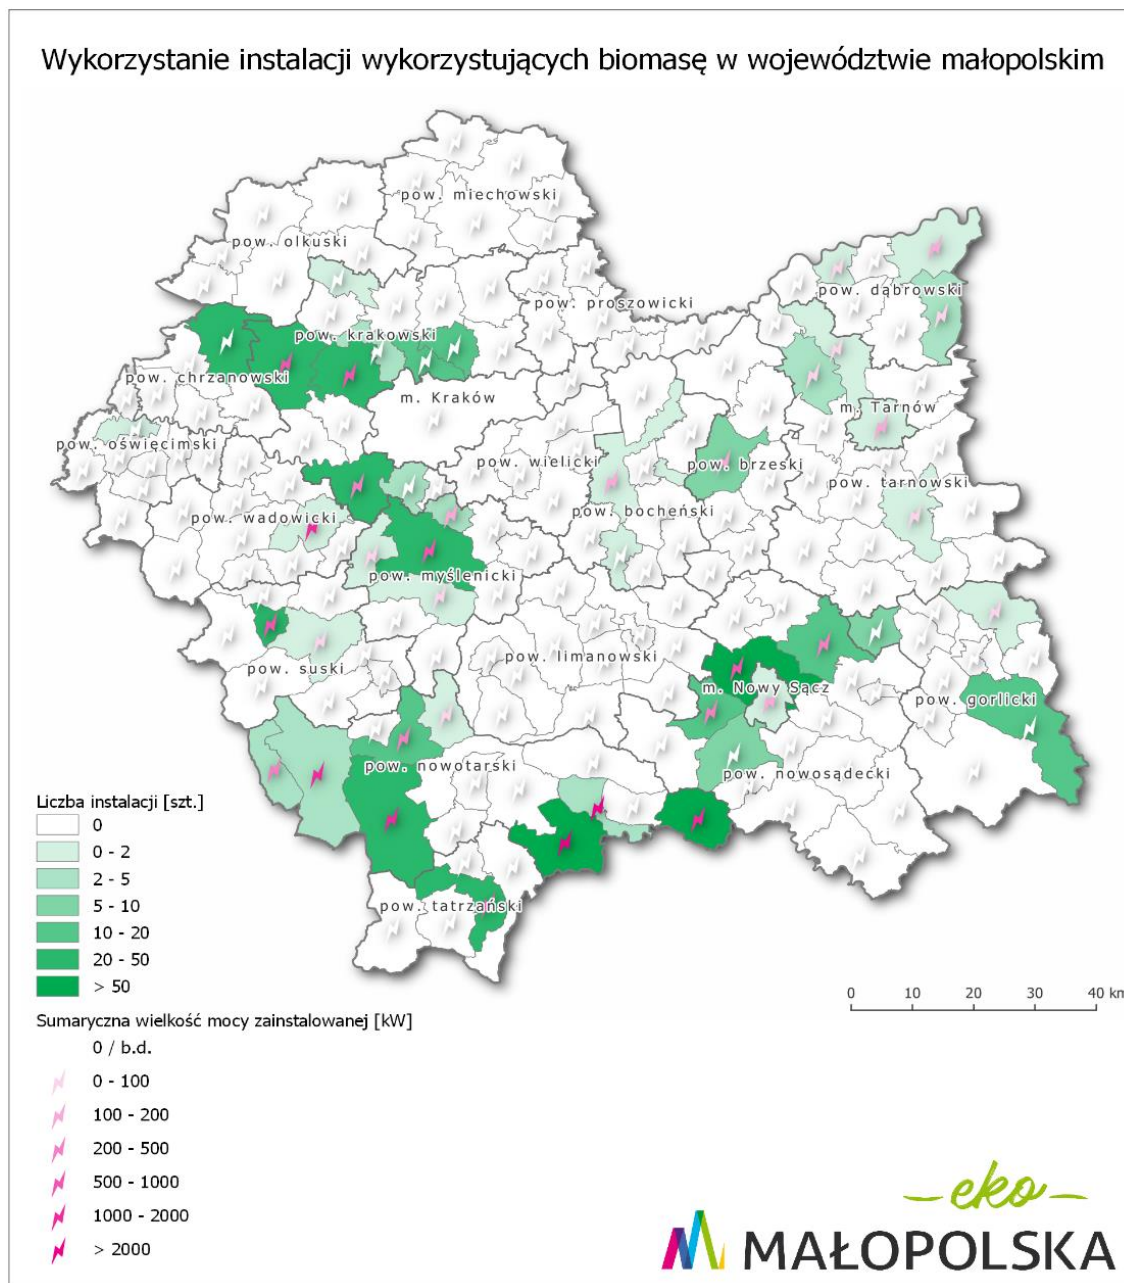 Wykorzystanie instalacji wykorzystujących biomasę w województwie małopolskim
pow. miechowski
pow. olkuski
pow. dąbrowski
pow. proszowicki
pow. krakowski
pow. chrzanowski
m. Kraków
m. Tarnów
pow. oświęcimski
pow. wielicki
pow. brzeski
pow. tarnowski
pow. wadowicki
pow. bocheński
pow. myślenicki
pow. limanowski
pow. suski
m. Nowy Sącz
pow. gorlicki
pow. nowotarski
pow. nowosądecki
pow. tatrzański
Liczba instalacji [szt.]
0
0 - 2
2 - 5
5 - 10
10 - 20
20 - 50
> 50
0 10 20 30 40 km
Sumaryczna wielkość mocy zainstalowanej [kW]
0 / b.d.
0 - 100
100 - 200
200 - 500
500 - 1000
1000 - 2000
> 2000
eko
MAŁOPOLSKA